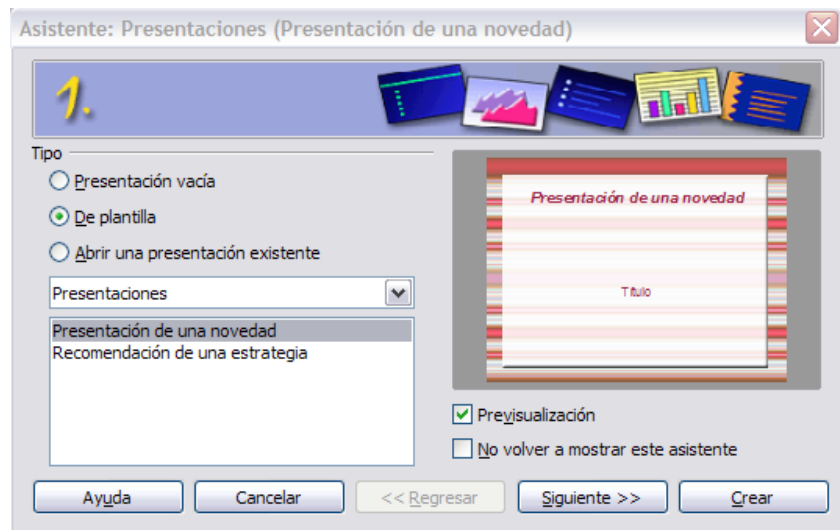 Asistente: Presentaciones (Presentación de una novedad)
1.
Tipo
Presentación vacía
De plantilla
Abrir una presentación existente
Presentaciones
Presentación de una novedad
Recomendación de una estrategia
Presentación de una novedad
Título
Previsualización
No volver a mostrar este asistente
Ayuda
Cancelar
<< Regresar
Siguiente >>
Crear